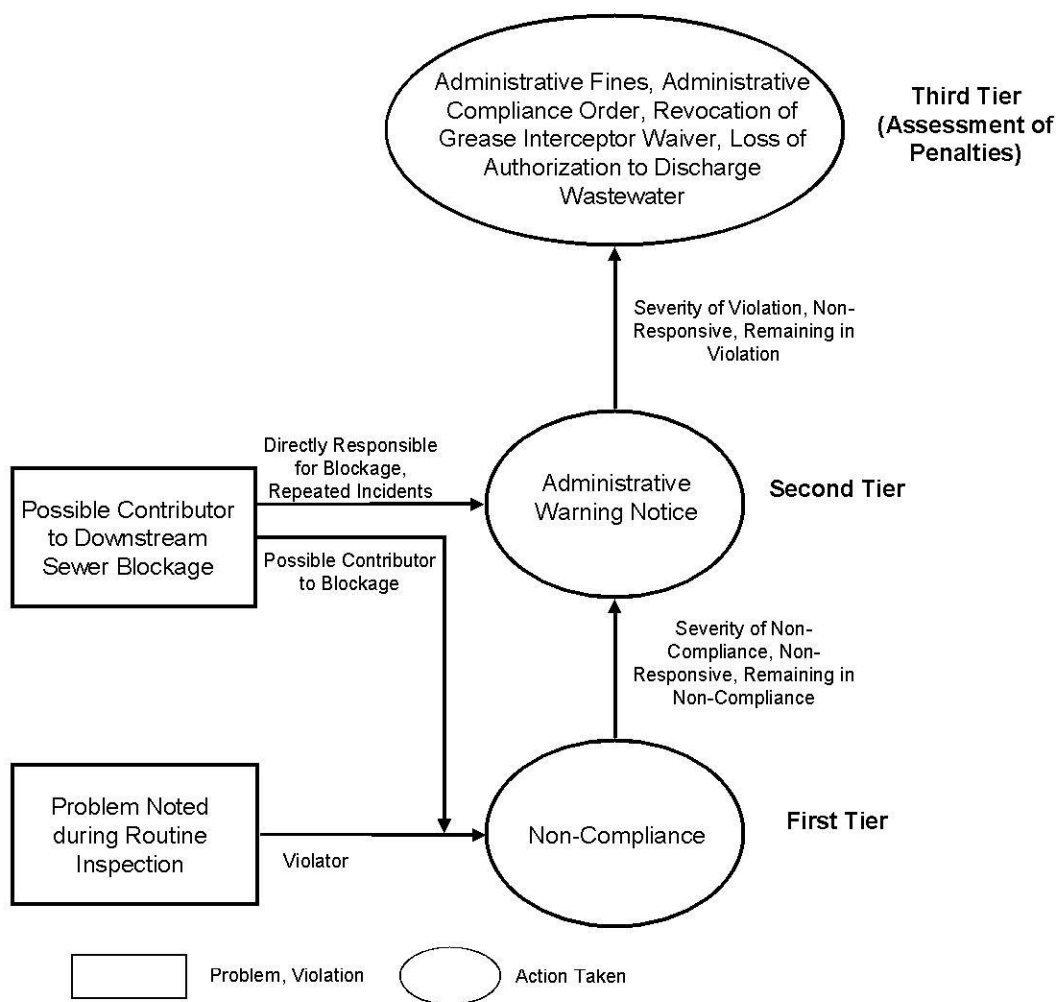 Administrative Fines, Administrative
Compliance Order, Revocation of
Grease Interceptor Waiver, Loss of
Authorization to Discharge
Wastewater
Third Tier
(Assessment of
Penalties)
Severity of Violation, Non-
Responsive, Remaining in
Violation
Directly Responsible
for Blockage,
Repeated Incidents
Possible Contributor
to Downstream
Sewer Blockage
Administrative
Warning Notice
Second Tier
Possible Contributor
to Blockage
Severity of Non-
Compliance, Non-
Responsive, Remaining in
Non-Compliance
Problem Noted
during Routine
Inspection
Violator
Non-Compliance
First Tier
Problem, Violation
Action Taken